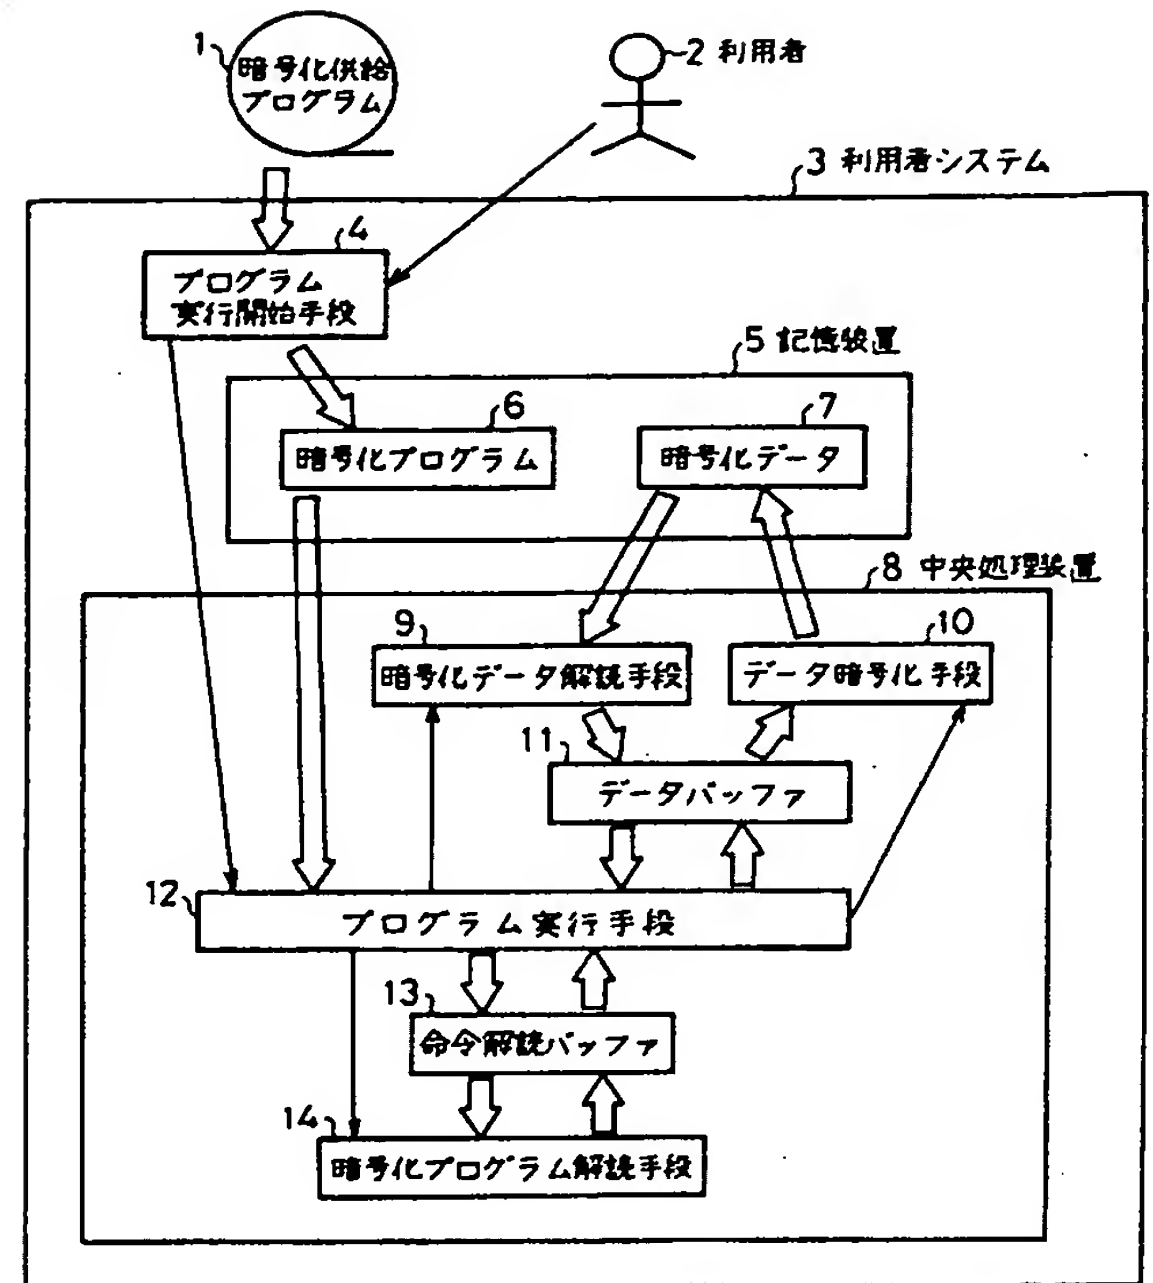 1
暗号化供給
プログラム
2 利用者
3 利用者システム
4
プログラム
実行開始手段
5 記憶装置
6
暗号化プログラム
7
暗号化データ
8 中央処理装置
9
暗号化データ解読手段
10
データ暗号化手段
11
データバッファ
12
プログラム実行手段
13
命令解読バッファ
14
暗号化プログラム解読手段